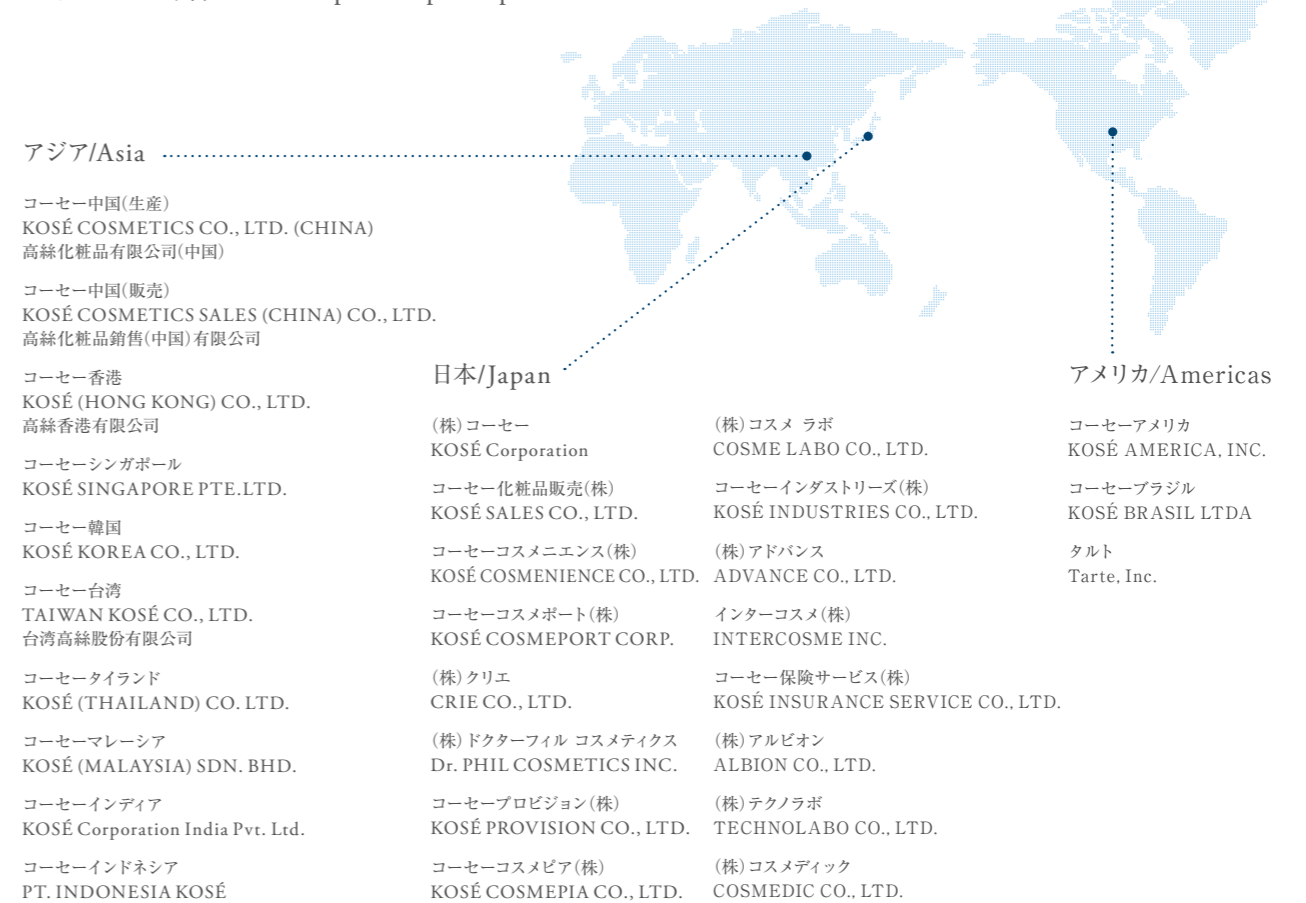 アジア/Asia
コーセー中国(生産)
KOSÉ COSMETICS CO., LTD. (CHINA)
高絲化粧品有限公司(中国)
コーセー中国(販売)
KOSÉ COSMETICS SALES (CHINA) CO., LTD.
高絲化粧品銷售(中国)有限公司
コーセー香港
KOSÉ (HONG KONG) CO., LTD.
高絲香港有限公司
コーセーシンガポール
KOSÉ SINGAPORE PTE.LTD.
コーセー韓国
KOSÉ KOREA CO., LTD.
コーセー台湾
TAIWAN KOSÉ CO., LTD.
台湾高絲股份有限公司
コーセータイランド
KOSÉ (THAILAND) CO. LTD.
コーセーマレーシア
KOSÉ (MALAYSIA) SDN. BHD.
コーセーインディア
KOSÉ Corporation India Pvt. Ltd.
コーセーインドネシア
PT. INDONESIA KOSÉ
日本/Japan
(株)コーセー
KOSÉ Corporation
コーセー化粧品販売(株)
KOSÉ SALES CO., LTD.
コーセーコスメニエンス(株)
KOSÉ COSMENIENCE CO., LTD.
コーセーコスメポート(株)
KOSÉ COSMEPORT CORP.
(株)クリエ
CRIE CO., LTD.
(株)ドクターフィル コスメティクス
Dr. PHIL COSMETICS INC.
コーセープロビジョン(株)
KOSÉ PROVISION CO., LTD.
コーセーコスメピア(株)
KOSÉ COSMEPIA CO., LTD.
(株)コスメ ラボ
COSME LABO CO., LTD.
コーセーインダストリーズ(株)
KOSÉ INDUSTRIES CO., LTD.
(株)アドバンス
ADVANCE CO., LTD.
インターコスメ(株)
INTERCOSME INC.
コーセー保険サービス(株)
KOSÉ INSURANCE SERVICE CO., LTD.
(株)アルビオン
ALBION CO., LTD.
(株)テクノラボ
TECHNOLABO CO., LTD.
(株)コスメディック
COSMEDIC CO., LTD.
アメリカ/Americas
コーセーアメリカ
KOSÉ AMERICA, INC.
コーセーブラジル
KOSÉ BRASIL LTDA
タルト
Tarte, Inc.